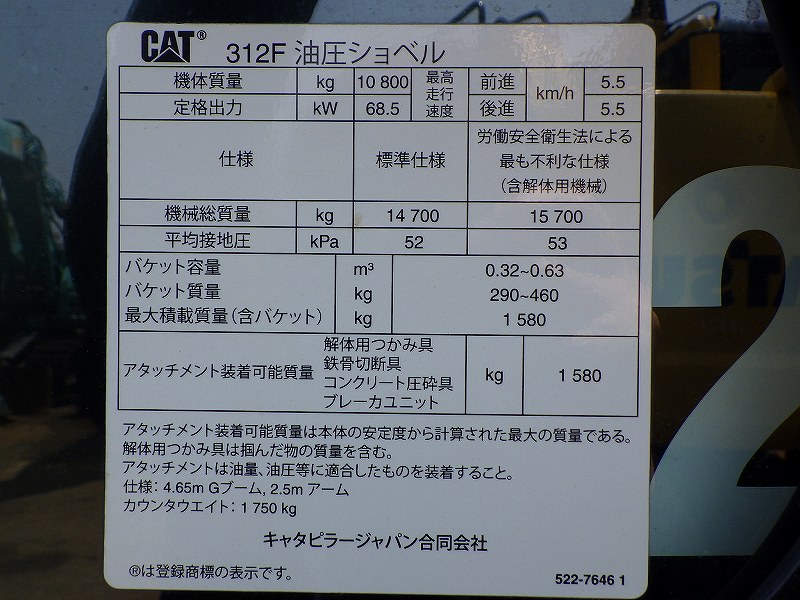 CAT® 312F 油圧ショベル
機体質量 kg 10 800 最高走行速度 前進 km/h 5.5
定格出力 kW 68.5 後進 5.5
仕様 標準仕様 労働安全衛生法による
最も不利な仕様
(含解体用機械)
機械総質量 kg 14 700 15 700
平均接地圧 kPa 52 53
バケット容量 m³ 0.32~0.63
バケット質量 kg 290~460
最大積載質量(含バケット) kg 1 580
アタッチメント装着可能質量 解体用つかみ具 kg 1 580
鉄骨切断具
コンクリート圧砕具
ブレーカユニット
アタッチメント装着可能質量は本体の安定度から計算された最大の質量である。
解体用つかみ具は掴んだ物の質量を含む。
アタッチメントは油量、油圧等に適合したものを装着すること。
仕様: 4.65m Gブーム, 2.5m アーム
カウンタウエイト: 1 750 kg
キャタピラージャパン合同会社
®は登録商標の表示です。
522-7646 1
2